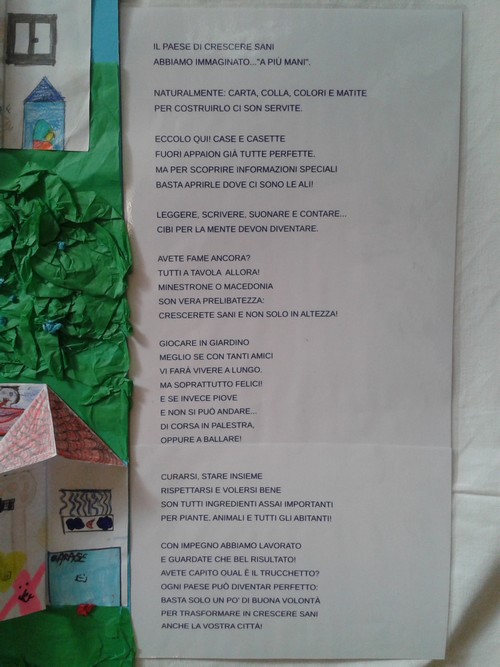 IL PAESE DI CRESCERE SANI
ABBIAMO IMMAGINATO..."A PIÙ MANI".
NATURALMENTE: CARTA, COLLA, COLORI E MATITE
PER COSTRUIRLO CI SON SERVITE.
ECCOLO QUI! CASE E CASETTE
FUORI APPAION GIÀ TUTTE PERFETTE.
MA PER SCOPRIRE INFORMAZIONI SPECIALI
BASTA APRIRLE DOVE CI SONO LE ALI!
LEGGERE, SCRIVERE, SUONARE E CONTARE...
CIBI PER LA MENTE DEVON DIVENTARE.
AVETE FAME ANCORA?
TUTTI A TAVOLA ALLORA!
MINESTRONE O MACEDONIA
SON VERA PRELIBATEZZA:
CRESCERETE SANI E NON SOLO IN ALTEZZA!
GIOCARE IN GIARDINO
MEGLIO SE CON TANTI AMICI
VI FARÀ VIVERE A LUNGO.
MA SOPRATTUTTO FELICI!
E SE INVECE PIOVE
E NON SI PUÒ ANDARE...
DI CORSA IN PALESTRA,
OPPURE A BALLARE!
CURARSI, STARE INSIEME
RISPETTARSI E VOLERSI BENE
SON TUTTI INGREDIENTI ASSAI IMPORTANTI
PER PIANTE, ANIMALI E TUTTI GLI ABITANTI!
CON IMPEGNO ABBIAMO LAVORATO
E GUARDATE CHE BEL RISULTATO!
AVETE CAPITO QUAL È IL TRUCCHETTO?
OGNI PAESE PUÒ DIVENTAR PERFETTO:
BASTA SOLO UN PO' DI BUONA VOLONTÀ
PER TRASFORMARE IN CRESCERE SANI
ANCHE LA VOSTRA CITTÀ!